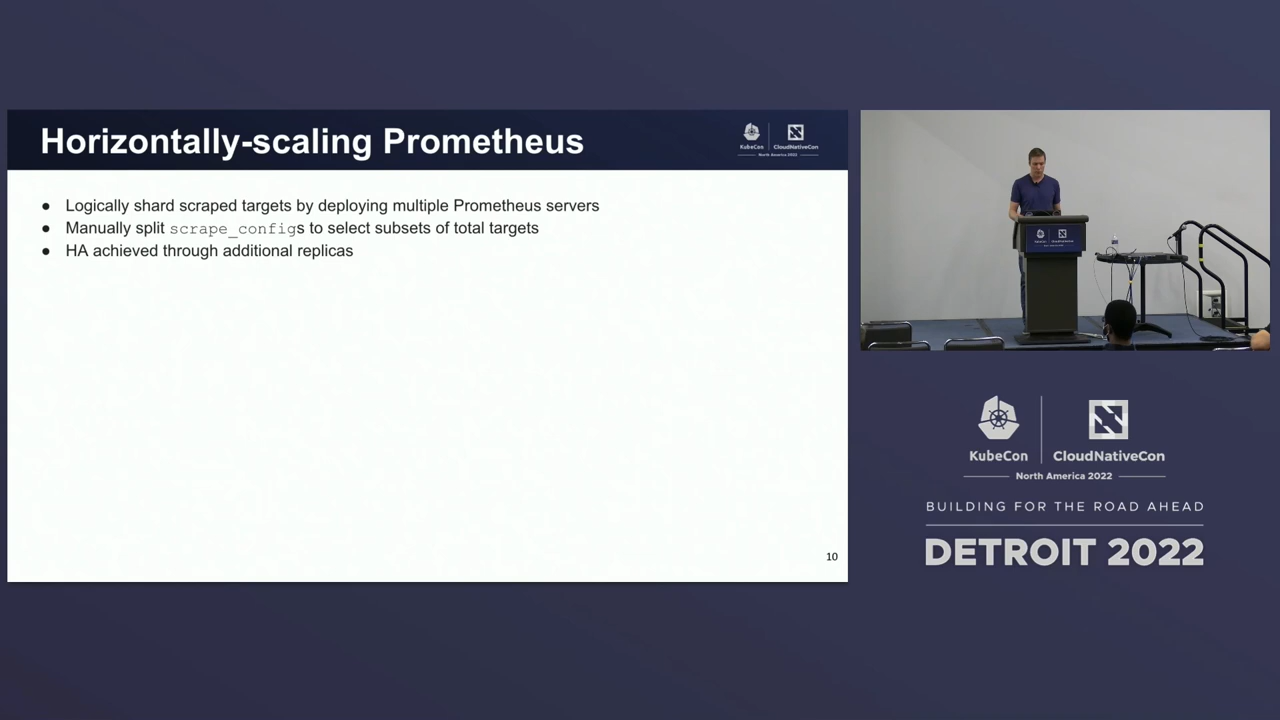 Horizontally-scaling Prometheus
KubeCon
CloudNativeCon
North America 2022
● Logically shard scraped targets by deploying multiple Prometheus servers
● Manually split scrape_configs to select subsets of total targets
● HA achieved through additional replicas
10
KubeCon
CloudNativeCon
North America 2022
BUILDING FOR THE ROAD AHEAD
DETROIT 2022